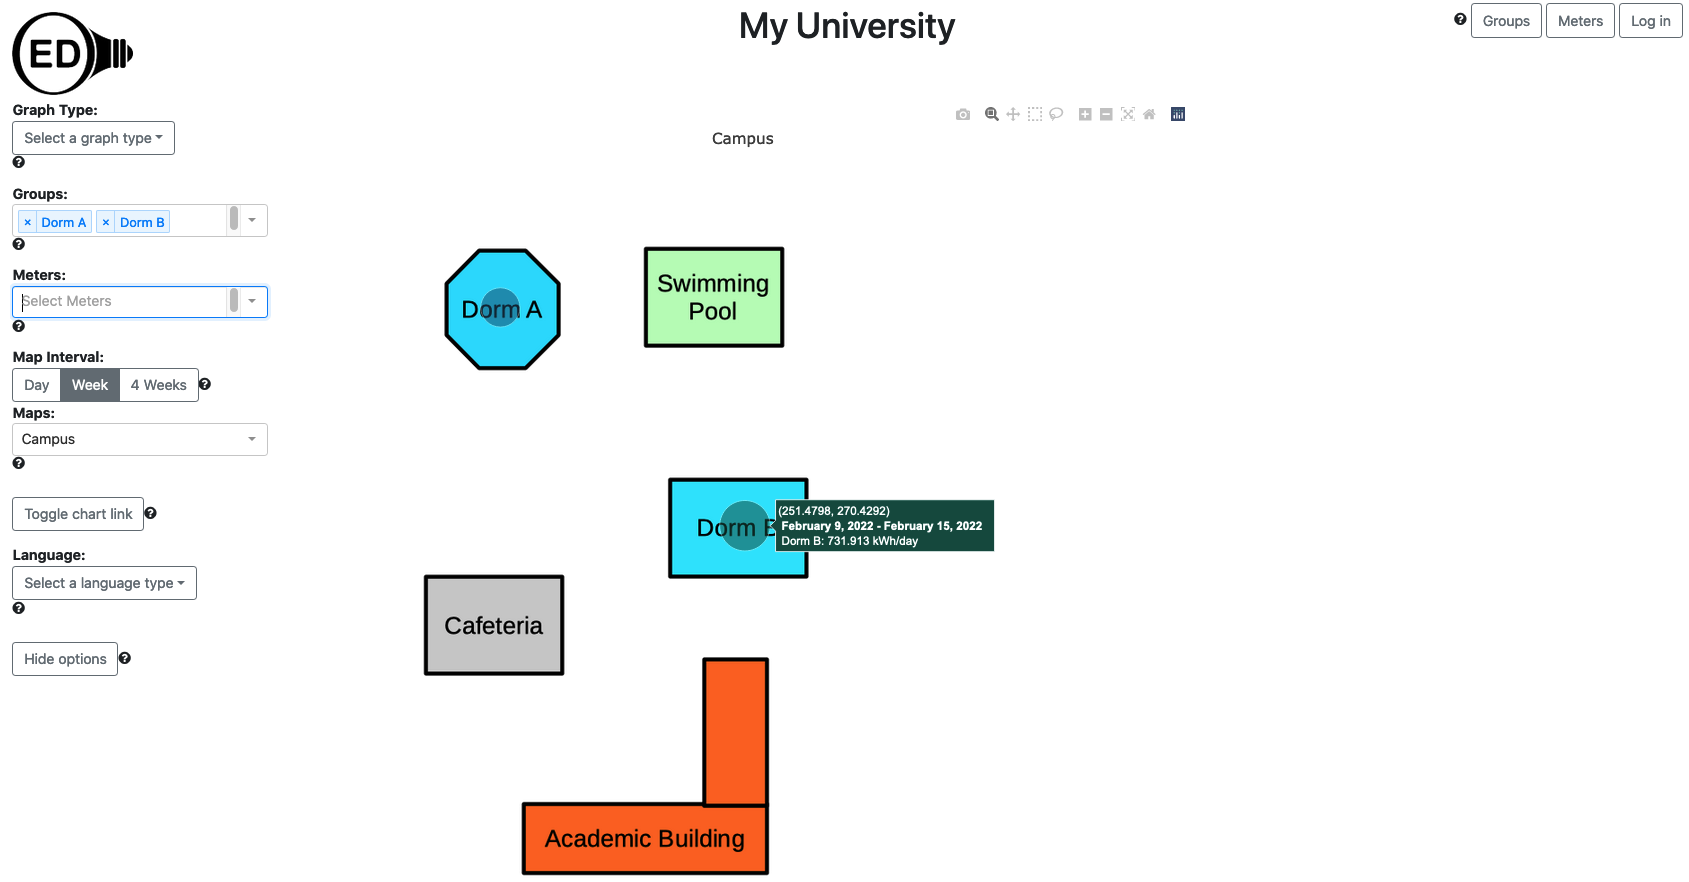 My University
Groups
Meters
Log in
ED
Graph Type:
Select a graph type
Groups:
× Dorm A × Dorm B
Meters:
Select Meters
Map Interval:
Day Week 4 Weeks
Maps:
Campus
Toggle chart link
Language:
Select a language type
Hide options
Campus
Dorm A
Swimming
Pool
Dorm B
(251.4798, 270.4292)
February 9, 2022 - February 15, 2022
Dorm B: 731.913 kWh/day
Cafeteria
Academic Building